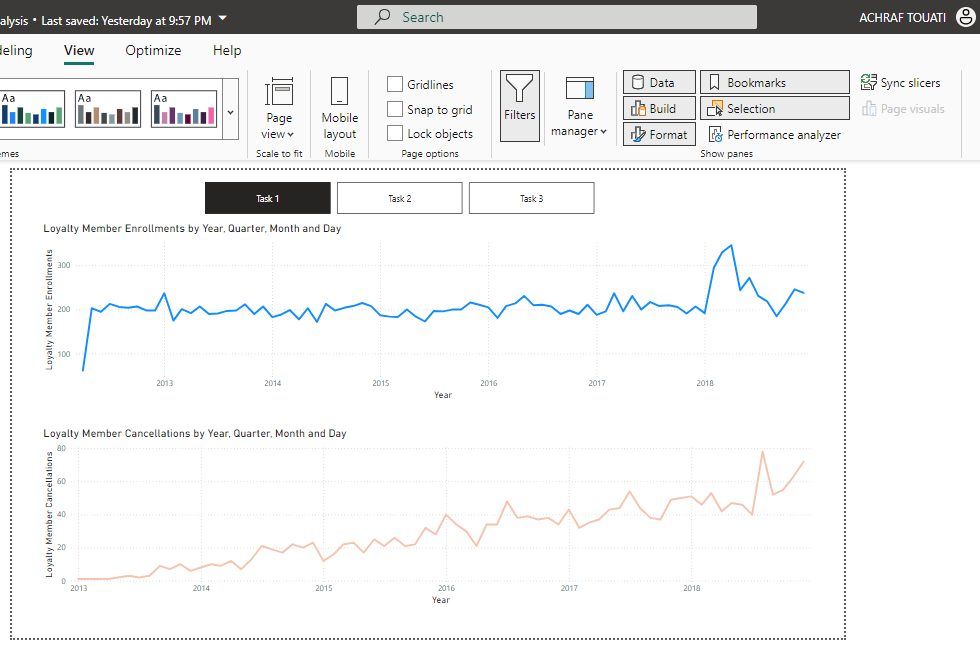 alysis • Last saved: Yesterday at 9:57 PM
Search
ACHRAF TOUATI
deling View Optimize Help
Aa Aa Aa
emes
Page view
Scale to fit
Mobile layout
Mobile
Gridlines
Snap to grid
Lock objects
Page options
Filters
Pane manager
Data
Build
Format
Bookmarks
Selection
Performance analyzer
Show panes
Sync slicers
Page visuals
Task 1 Task 2 Task 3
Loyalty Member Enrollments by Year, Quarter, Month and Day
Loyalty Member Enrollments
300
200
100
2013 2014 2015 2016 2017 2018
Year
Loyalty Member Cancellations by Year, Quarter, Month and Day
Loyalty Member Cancellations
80
60
40
20
0
2013 2014 2015 2016 2017 2018
Year